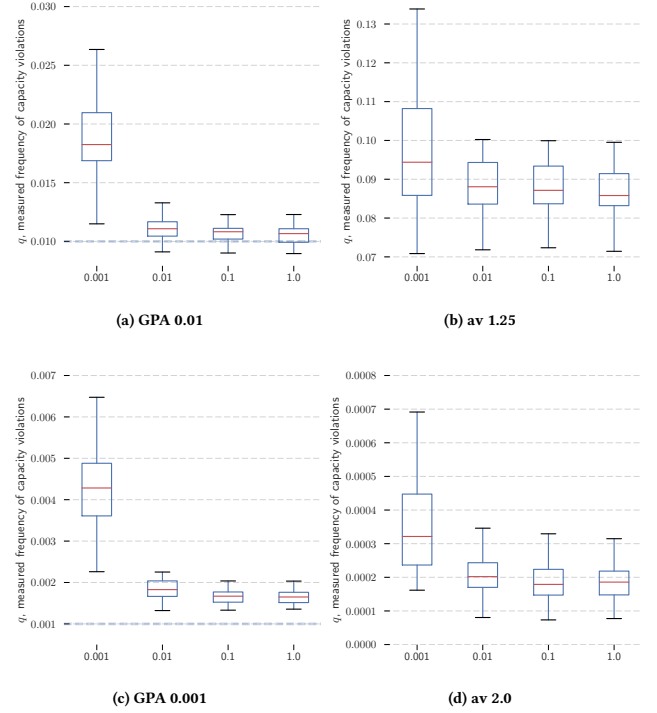 0.030
0.025
0.020
0.015
0.010
q, measured frequency of capacity violations
0.001 0.01 0.1 1.0
(a) GPA 0.01
0.13
0.12
0.11
0.10
0.09
0.08
0.07
q, measured frequency of capacity violations
0.001 0.01 0.1 1.0
(b) av 1.25
0.007
0.006
0.005
0.004
0.003
0.002
0.001
q, measured frequency of capacity violations
0.001 0.01 0.1 1.0
(c) GPA 0.001
0.0008
0.0007
0.0006
0.0005
0.0004
0.0003
0.0002
0.0001
0.0000
q, measured frequency of capacity violations
0.001 0.01 0.1 1.0
(d) av 2.0